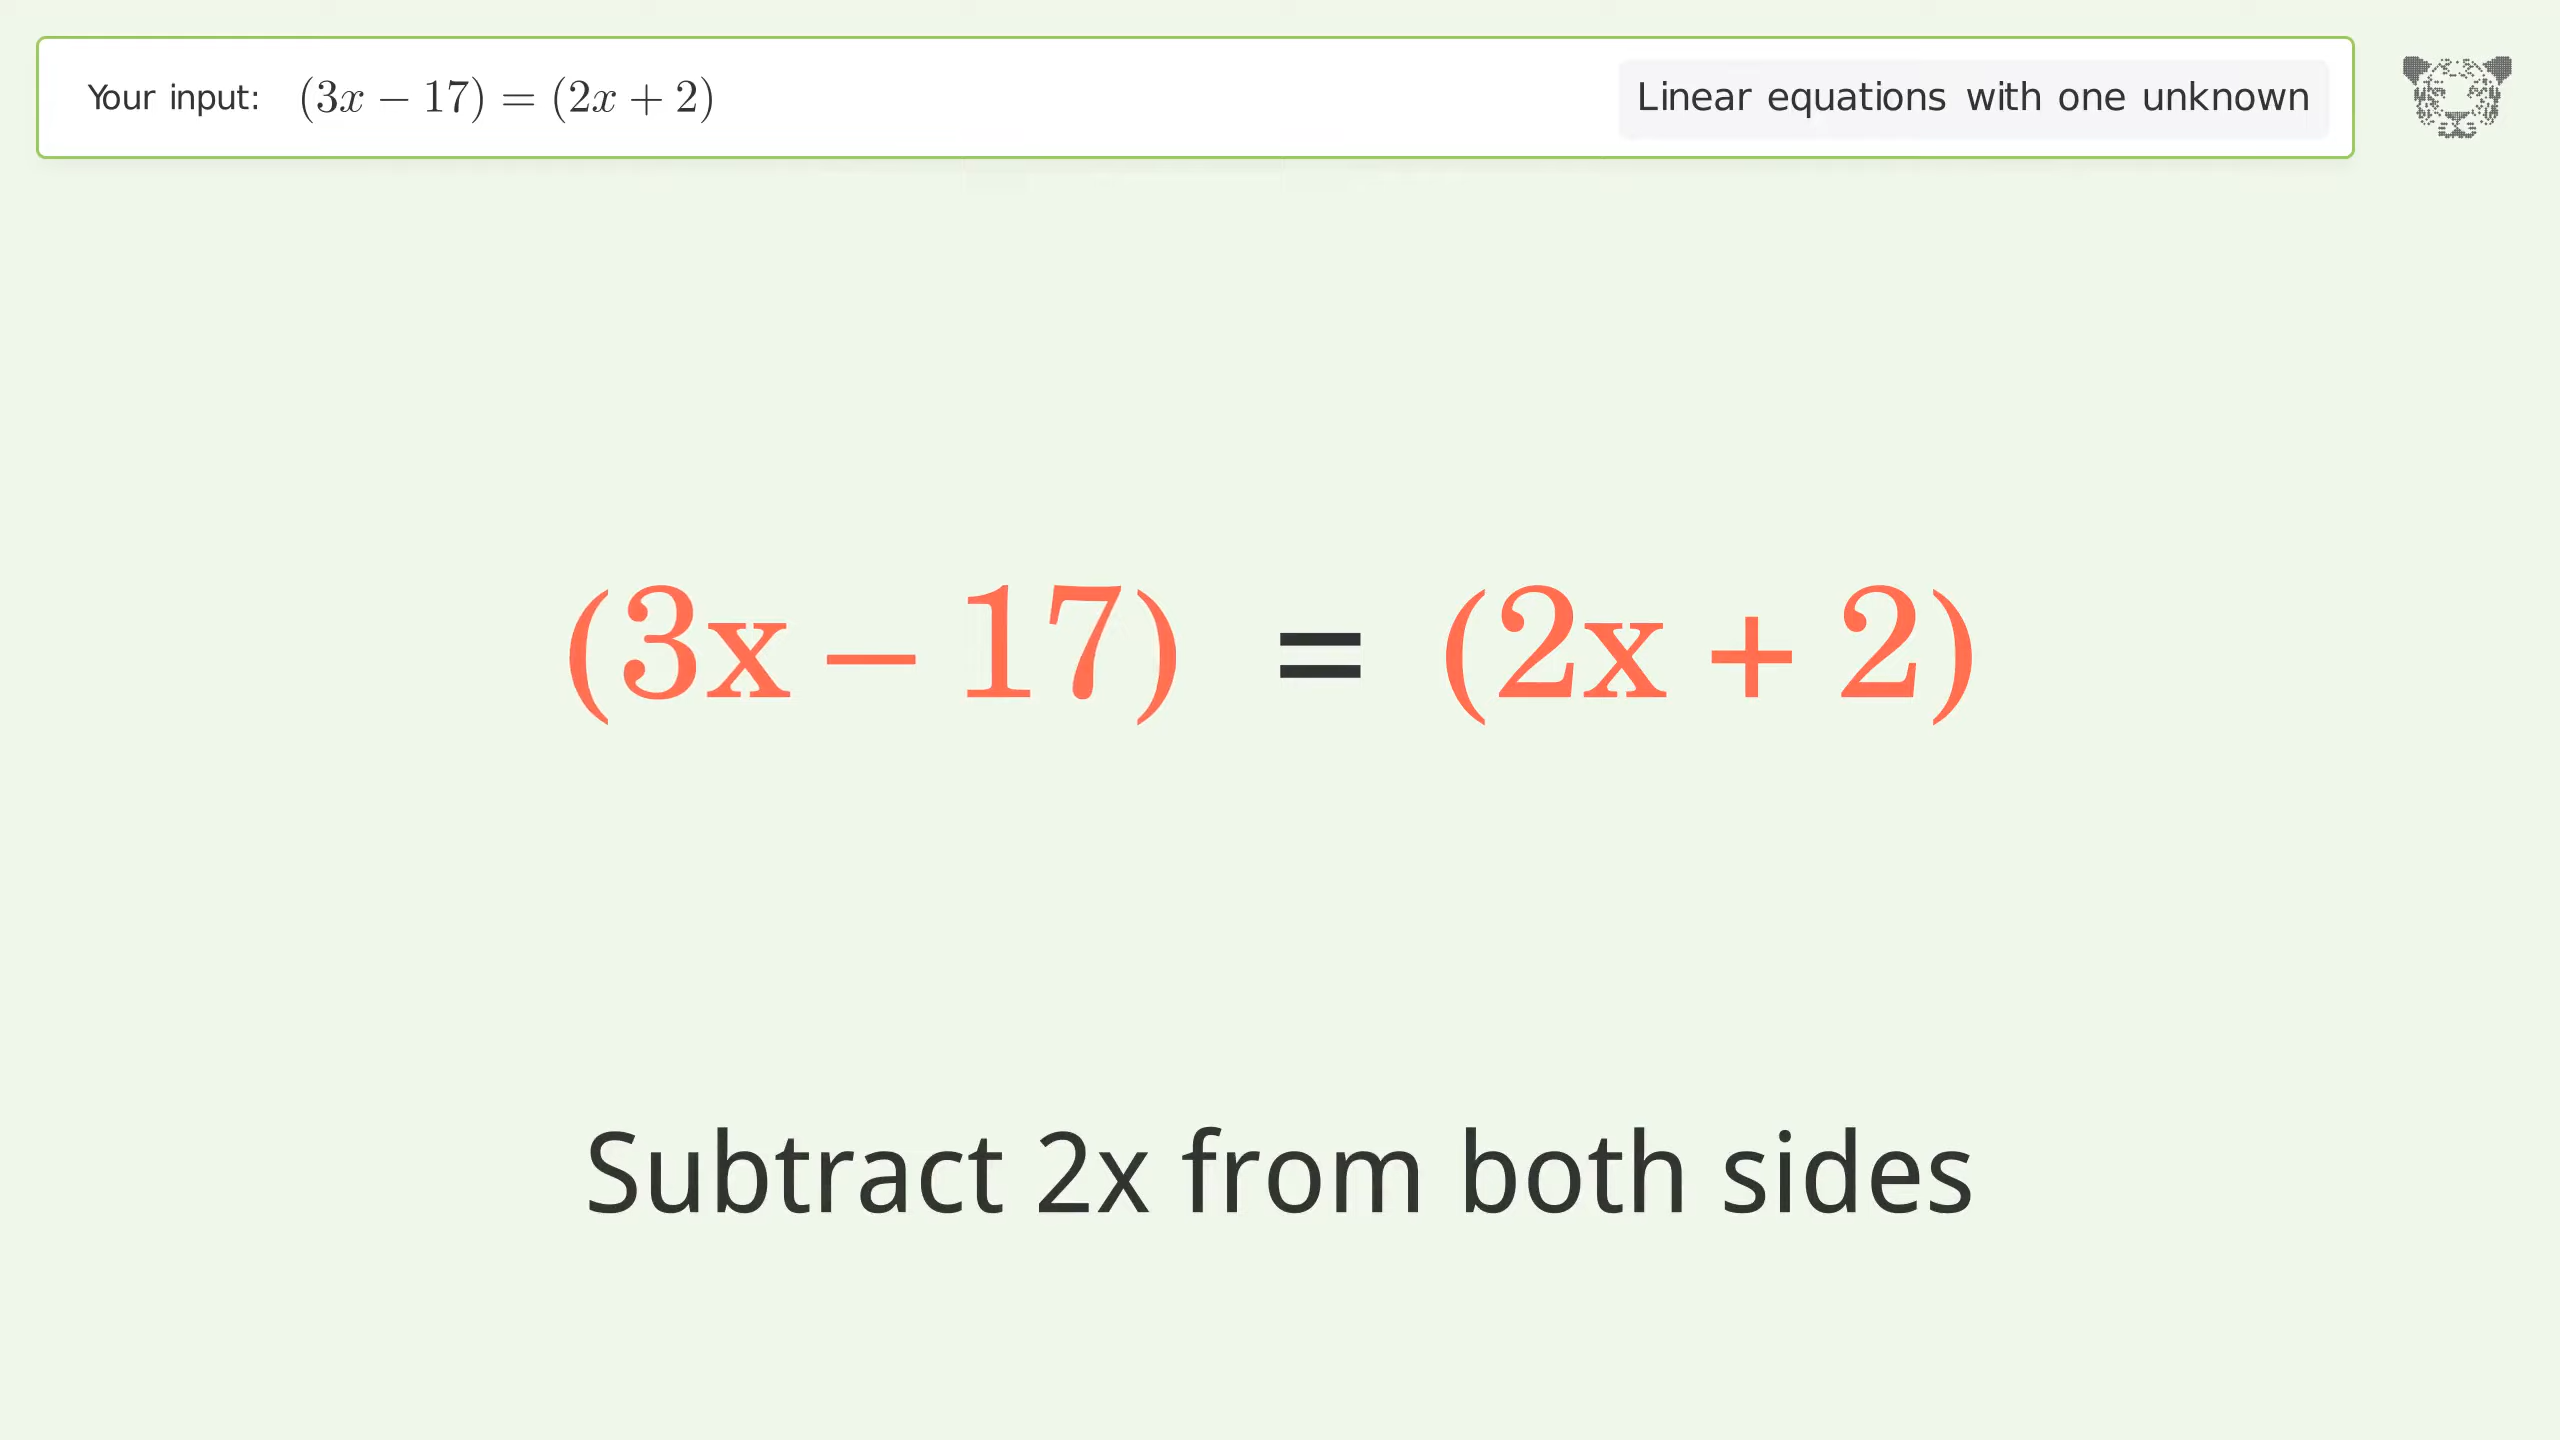 Your input: (3x − 17) = (2x + 2) Linear equations with one unknown
(3x − 17) = (2x + 2)
Subtract 2x from both sides